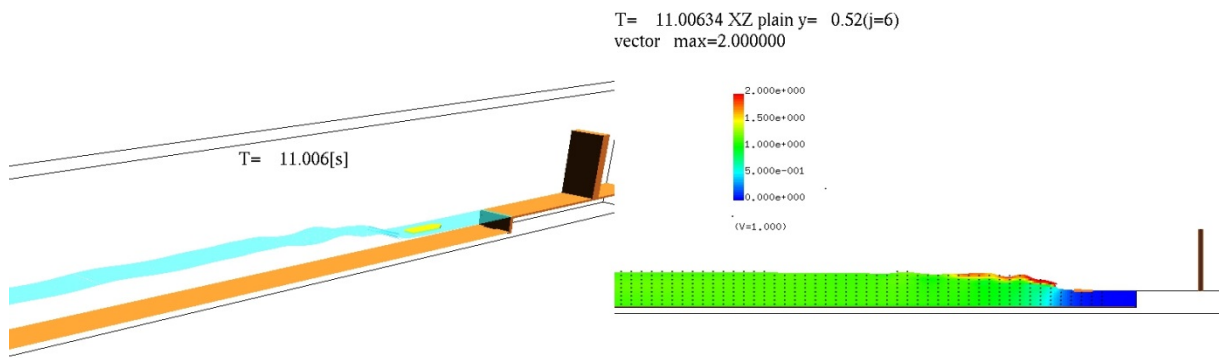 T= 11.006[s]
T= 11.00634 XZ plain y= 0.52(j=6)
vector max=2.000000
2.000e+000
1.500e+000
1.000e+000
5.000e-001
0.000e+000
(V=1.000)